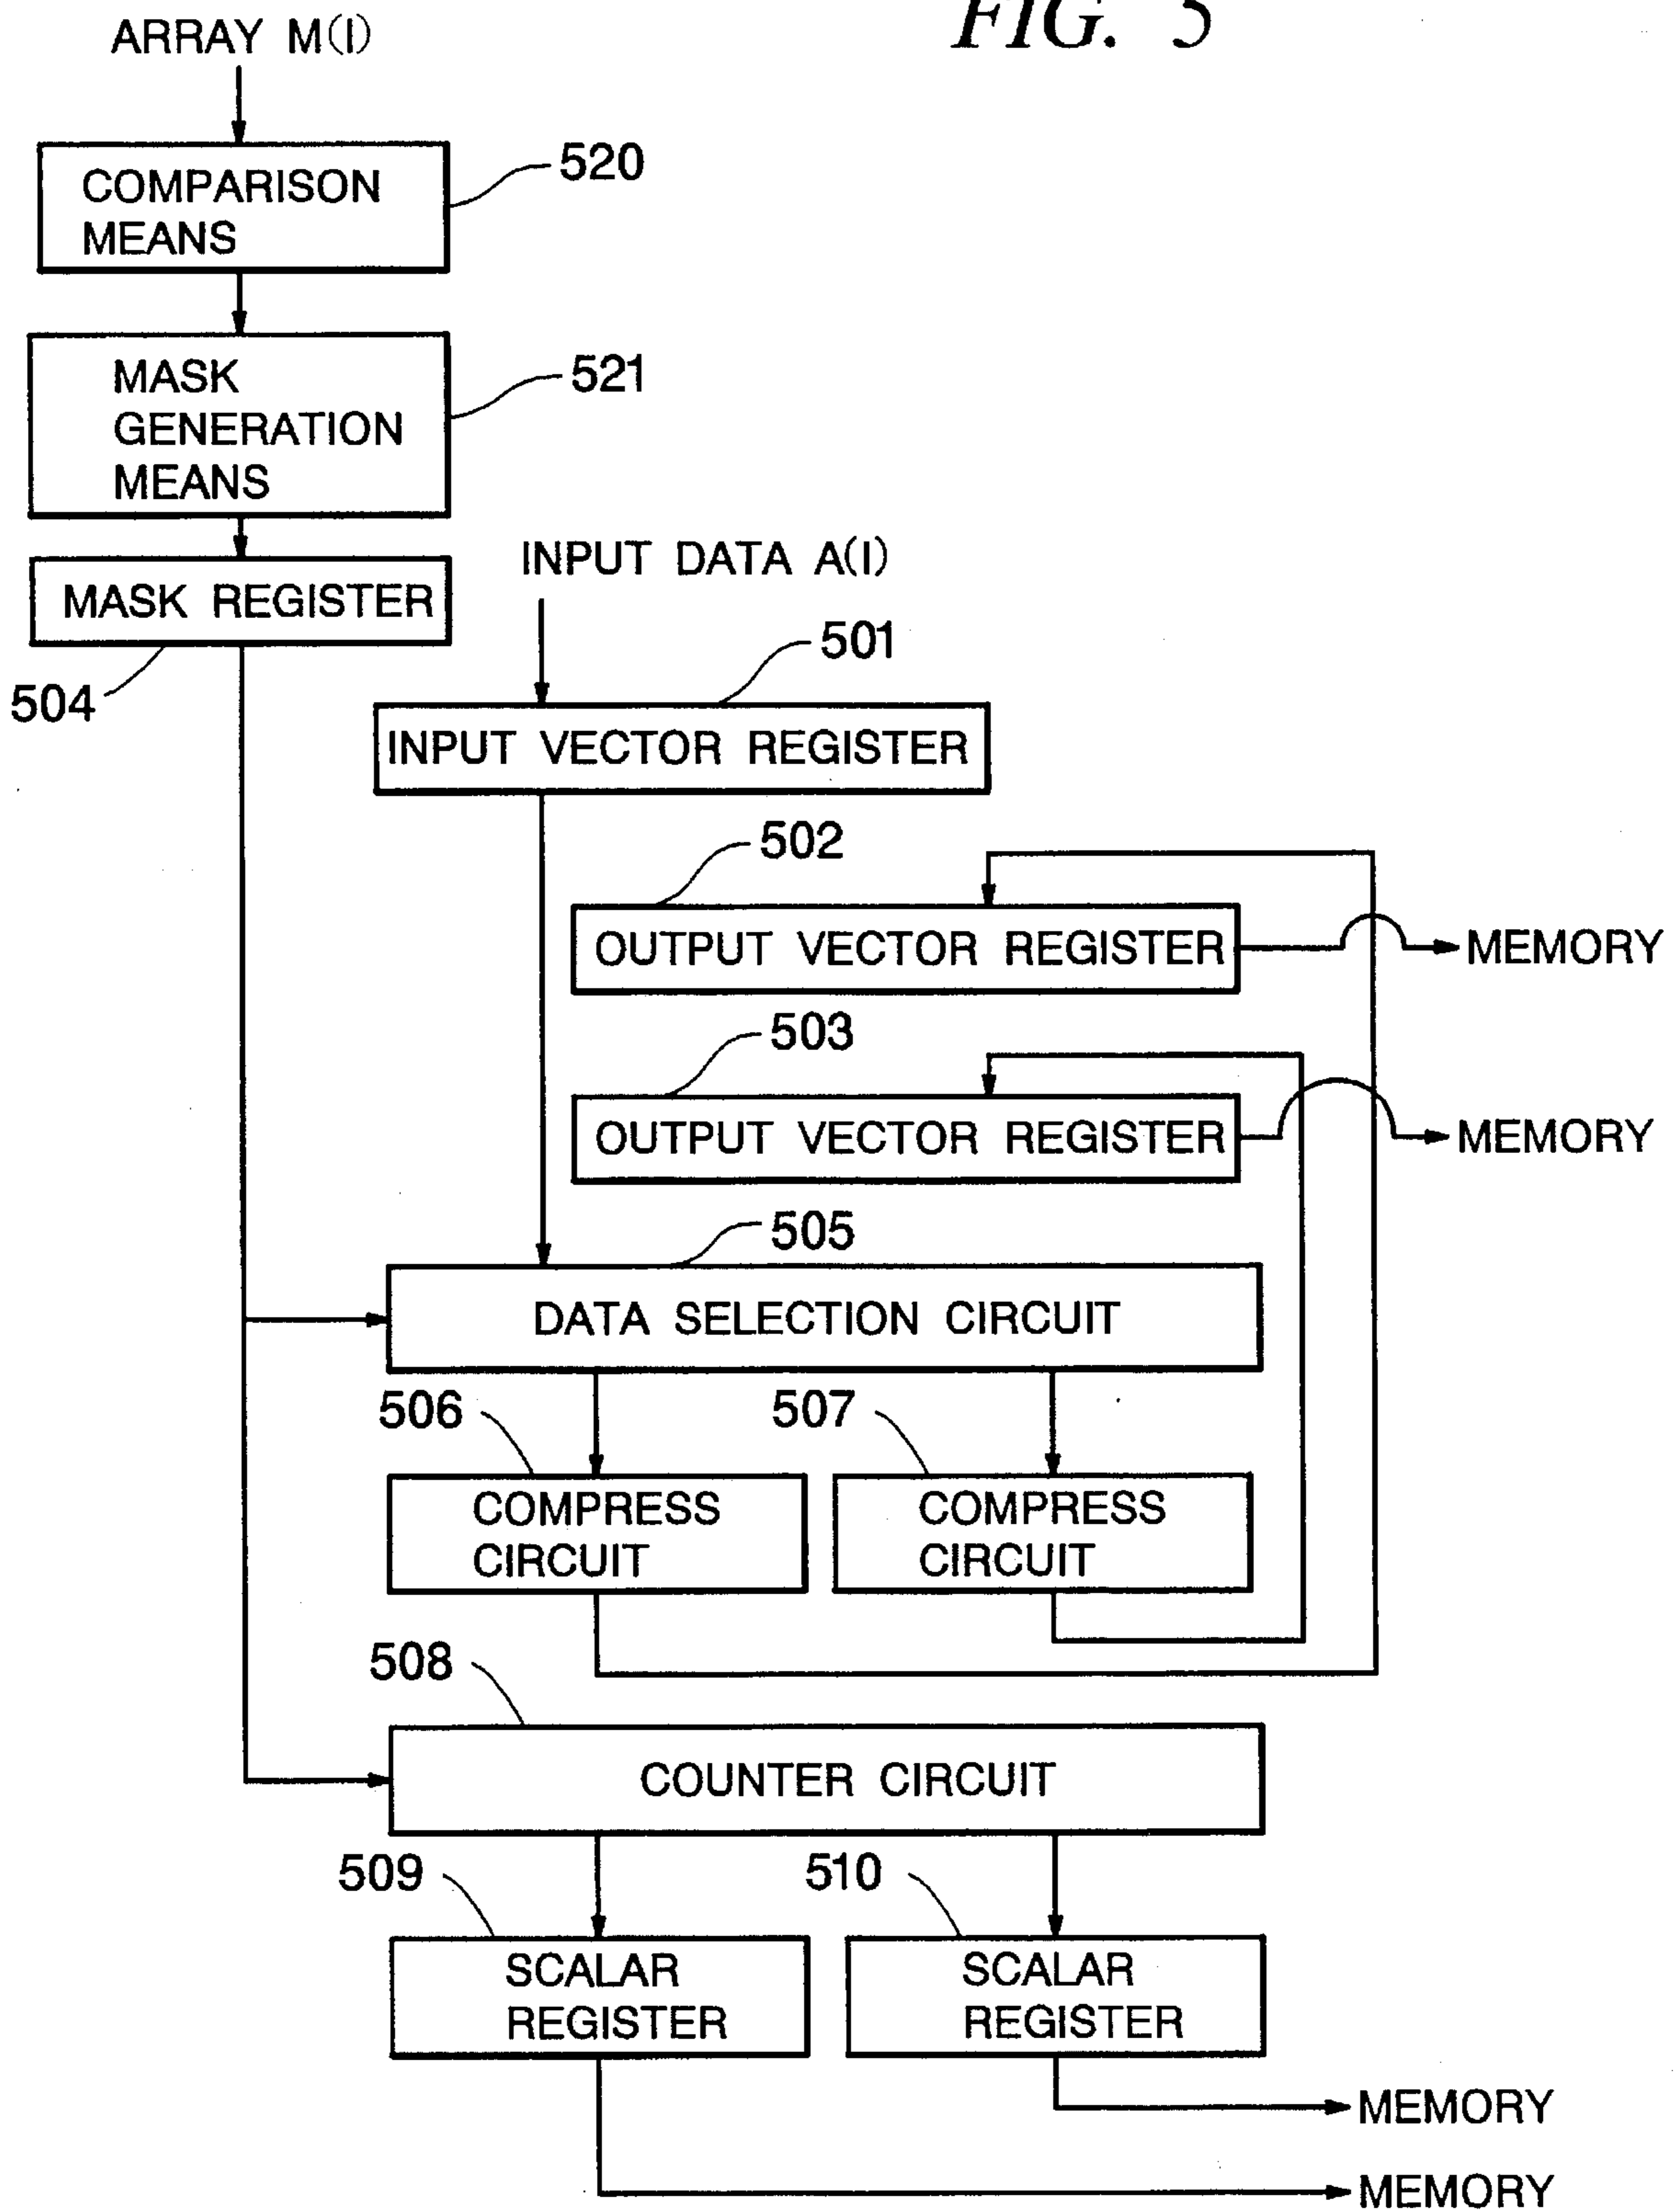 FIG. 5
ARRAY M(I)
COMPARISON
MEANS
520
MASK
GENERATION
MEANS
521
MASK REGISTER
504
INPUT DATA A(I)
501
INPUT VECTOR REGISTER
502
OUTPUT VECTOR REGISTER
MEMORY
503
OUTPUT VECTOR REGISTER
MEMORY
505
DATA SELECTION CIRCUIT
506
507
COMPRESS
CIRCUIT
COMPRESS
CIRCUIT
508
COUNTER CIRCUIT
509
510
SCALAR
REGISTER
SCALAR
REGISTER
MEMORY
MEMORY